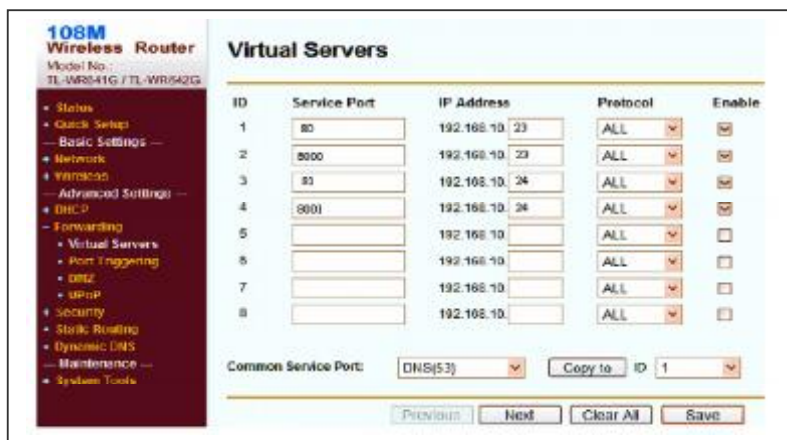 108M
Wireless Router
Model No.:
TL-WR641G / TL-WR642G
Status
Quick Setup
--- Basic Settings ---
Network
Wireless
--- Advanced Settings ---
DHCP
Forwarding
Virtual Servers
Port Triggering
DMZ
UPnP
Security
Static Routing
Dynamic DNS
--- Maintenance ---
System Tools
Virtual Servers
ID Service Port IP Address Protocol Enable
1 80 192.168.10. 23 ALL
2 8000 192.168.10. 23 ALL
3 192.168.10. 24 ALL
4 192.168.10. 24 ALL
5 192.168.10. ALL
6 192.168.10. ALL
7 192.168.10. ALL
8 192.168.10. ALL
Common Service Port: DNS(53) Copy to ID 1
Previous Next Clear All Save